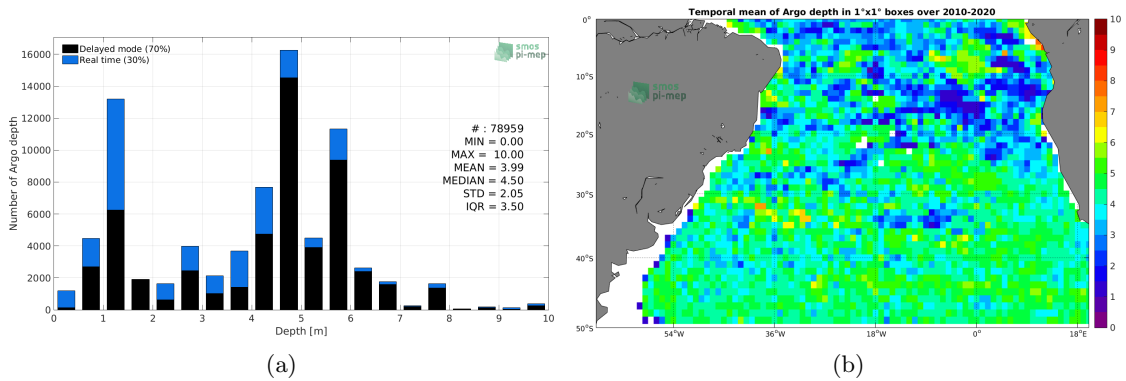 Delayed mode (70%)
Real time (30%)
smos
pi-mep
# : 78959
MIN = 0.00
MAX = 10.00
MEAN = 3.99
MEDIAN = 4.50
STD = 2.05
IQR = 3.50
Number of Argo depth
16000
14000
12000
10000
8000
6000
4000
2000
0
0 1 2 3 4 5 6 7 8 9 10
Depth [m]
(a)
Temporal mean of Argo depth in 1°x1° boxes over 2010-2020
smos
pi-mep
0°
10°S
20°S
30°S
40°S
50°S
54°W 36°W 18°W 0° 18°E
10
9
8
7
6
5
4
3
2
1
0
(b)